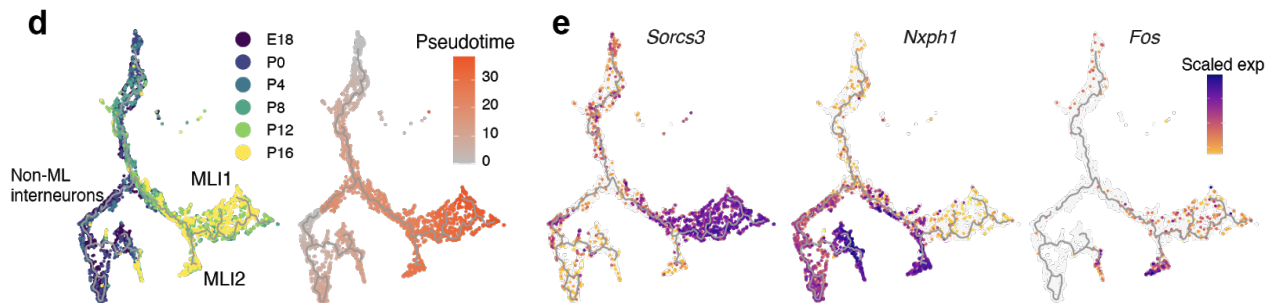 d
E18
P0
P4
P8
P12
P16
Non-ML
interneurons
MLI1
MLI2
Pseudotime
30
20
10
0
e
Sorcs3
Nxph1
Fos
Scaled exp